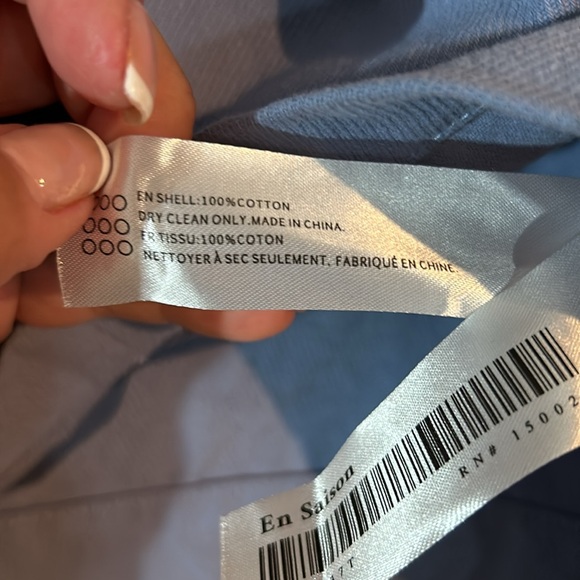 EN SHELL:100%COTTON
DRY CLEAN ONLY.MADE IN CHINA.
FR TISSU:100%COTON
NETTOYER À SEC SEULEMENT. FABRIQUÉ EN CHINE.
En Saison
RN# 15002
7T